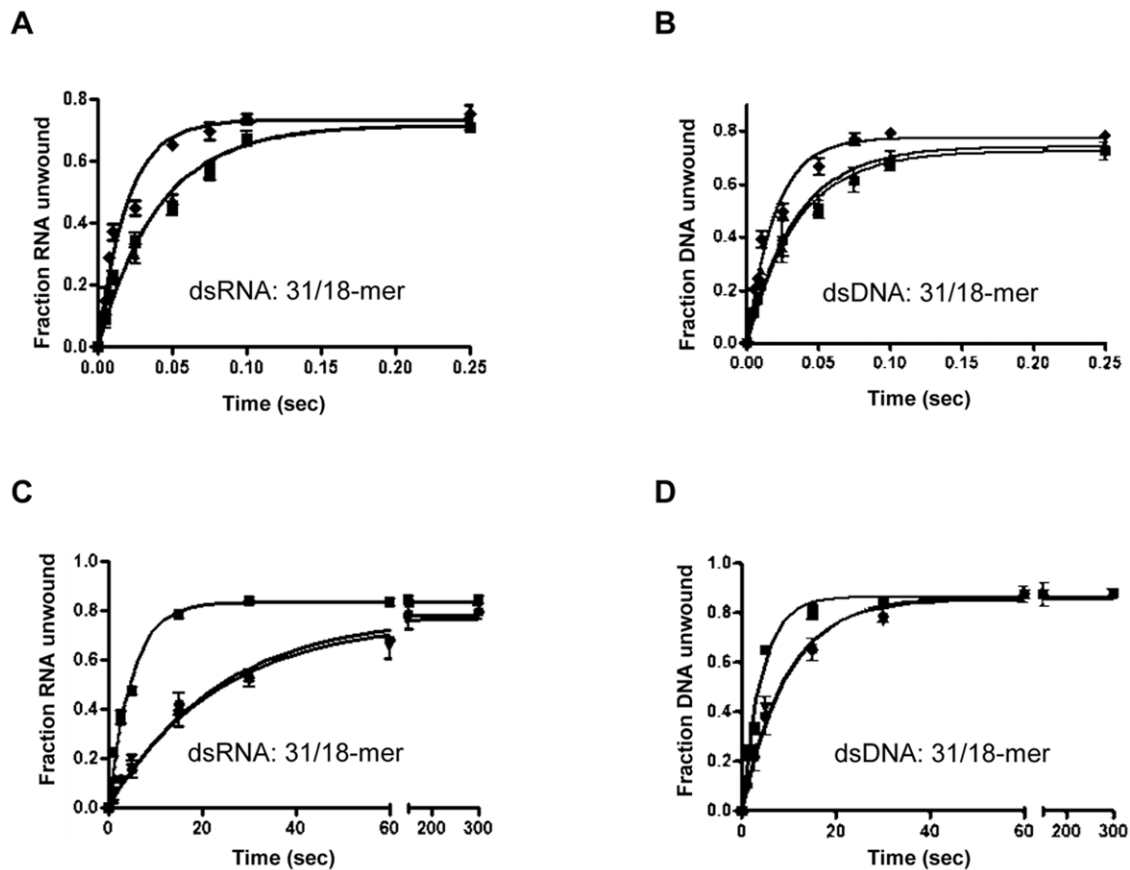 A
B
Fraction RNA unwound
0.8
0.6
0.4
0.2
0.0
dsRNA: 31/18-mer
0.00
0.05
0.10
0.15
0.20
0.25
Time (sec)
Fraction DNA unwound
0.8
0.6
0.4
0.2
0.0
dsDNA: 31/18-mer
0.00
0.05
0.10
0.15
0.20
0.25
Time (sec)
C
D
Fraction RNA unwound
1.0
0.8
0.6
0.4
0.2
0.0
dsRNA: 31/18-mer
0
20
40
60
200
300
Time (sec)
Fraction DNA unwound
1.0
0.8
0.6
0.4
0.2
0.0
dsDNA: 31/18-mer
0
20
40
60
200
300
Time (sec)